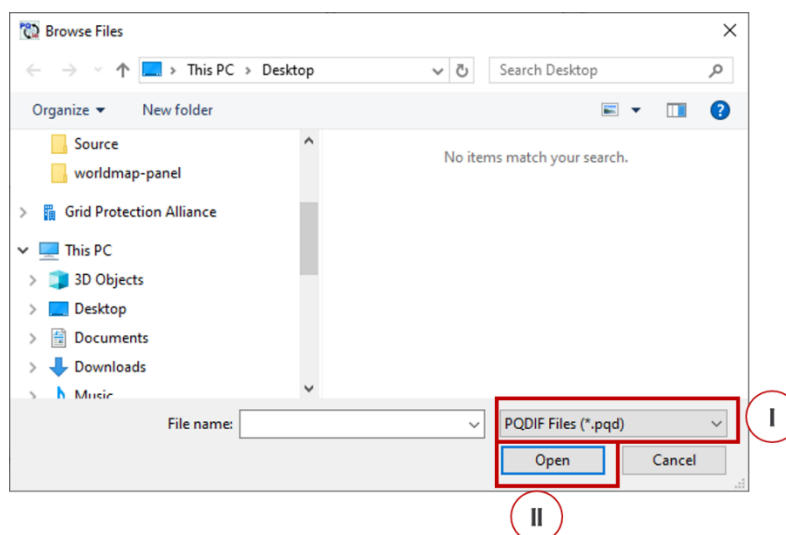 Browse Files
This PC > Desktop
Search Desktop
Organize
New folder
Source
worldmap-panel
No items match your search.
Grid Protection Alliance
This PC
3D Objects
Desktop
Documents
Downloads
Music
File name:
PQDIF Files (*.pqd)
I
Open
Cancel
II